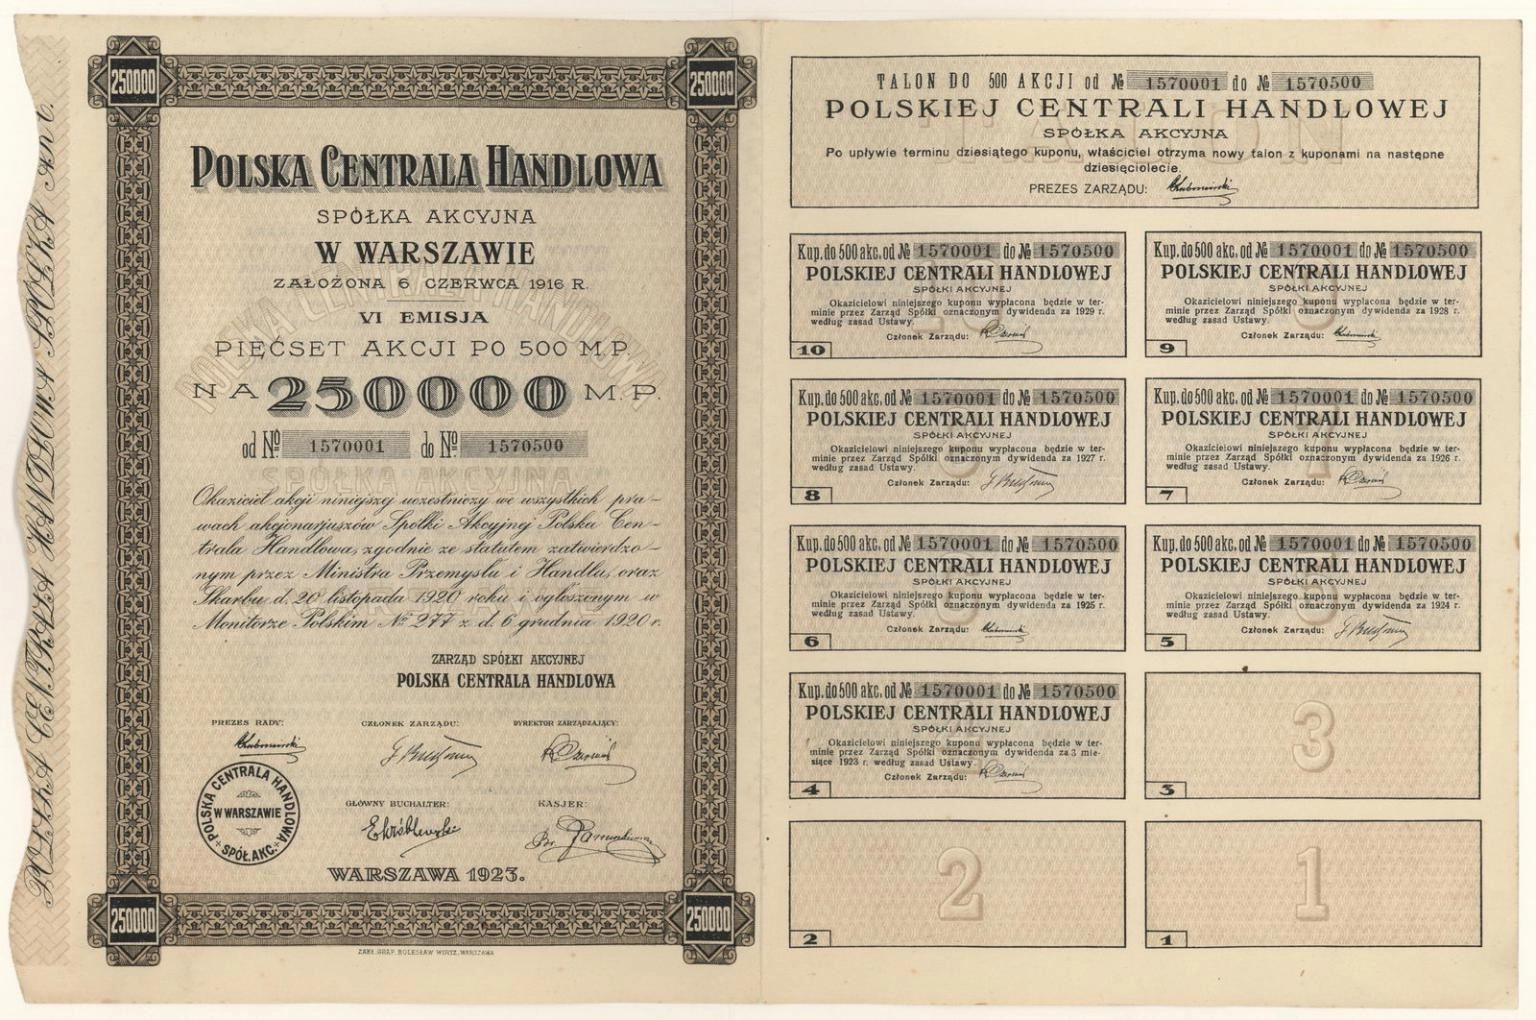 250000
250000
POLSKA CENTRALA HANDLOWA
SPÓŁKA AKCYJNA
W WARSZAWIE
ZAŁOŻONA 6 CZERWCA 1916 R.
VI EMISJA
PIĘĆSET AKCJI PO 500 M.P.
NA 250000 M.P.
od № 1570001 do № 1570500
Okaziciel akcji niniejszej uczestniczy we wszystkich pra-
wach akcjonarjuszów Spółki Akcyjnej Polska Cen-
trala Handlowa, zgodnie ze statutem zatwierdzo-
nym przez Ministra Przemysłu i Handlu, oraz
Skarbu d. 20 listopada 1920 roku i ogłoszonym w
Monitorze Polskim № 277 z d. 6 grudnia 1920 r.
ZARZĄD SPÓŁKI AKCYJNEJ
POLSKA CENTRALA HANDLOWA
PREZES RADY: CZŁONEK ZARZĄDU: DYREKTOR ZARZĄDZAJĄCY:
POLSKA CENTRALA HANDLOWA
W WARSZAWIE
SPÓŁ. AKC.
GŁÓWNY BUCHALTER: KASJER:
WARSZAWA 1923.
250000
250000
ZAKŁ. GRAF. BOLESŁAW WIRTZ, WARSZAWA
POLSKA CENTRALA HANDLOWA SPÓŁKA AKC.
TALON DO 500 AKCJI od № 1570001 do № 1570500
POLSKIEJ CENTRALI HANDLOWEJ
SPÓŁKA AKCYJNA
Po upływie terminu dziesiątego kuponu, właściciel otrzyma nowy talon z kuponami na następne
dziesięciolecie.
PREZES ZARZĄDU:
Kup. do 500 akc. od № 1570001 do № 1570500
POLSKIEJ CENTRALI HANDLOWEJ
SPÓŁKI AKCYJNEJ
Okazicielowi niniejszego kuponu wypłacona będzie w ter-
minie przez Zarząd Spółki oznaczonym dywidenda za 1929 r.
według zasad Ustawy.
Członek Zarządu:
10
Kup. do 500 akc. od № 1570001 do № 1570500
POLSKIEJ CENTRALI HANDLOWEJ
SPÓŁKI AKCYJNEJ
Okazicielowi niniejszego kuponu wypłacona będzie w ter-
minie przez Zarząd Spółki oznaczonym dywidenda za 1928 r.
według zasad Ustawy.
Członek Zarządu:
9
Kup. do 500 akc. od № 1570001 do № 1570500
POLSKIEJ CENTRALI HANDLOWEJ
SPÓŁKI AKCYJNEJ
Okazicielowi niniejszego kuponu wypłacona będzie w ter-
minie przez Zarząd Spółki oznaczonym dywidenda za 1927 r.
według zasad Ustawy.
Członek Zarządu:
8
Kup. do 500 akc. od № 1570001 do № 1570500
POLSKIEJ CENTRALI HANDLOWEJ
SPÓŁKI AKCYJNEJ
Okazicielowi niniejszego kuponu wypłacona będzie w ter-
minie przez Zarząd Spółki oznaczonym dywidenda za 1926 r.
według zasad Ustawy.
Członek Zarządu:
7
Kup. do 500 akc. od № 1570001 do № 1570500
POLSKIEJ CENTRALI HANDLOWEJ
SPÓŁKI AKCYJNEJ
Okazicielowi niniejszego kuponu wypłacona będzie w ter-
minie przez Zarząd Spółki oznaczonym dywidenda za 1925 r.
według zasad Ustawy.
Członek Zarządu:
6
Kup. do 500 akc. od № 1570001 do № 1570500
POLSKIEJ CENTRALI HANDLOWEJ
SPÓŁKI AKCYJNEJ
Okazicielowi niniejszego kuponu wypłacona będzie w ter-
minie przez Zarząd Spółki oznaczonym dywidenda za 1924 r.
według zasad Ustawy.
Członek Zarządu:
5
Kup. do 500 akc. od № 1570001 do № 1570500
POLSKIEJ CENTRALI HANDLOWEJ
SPÓŁKI AKCYJNEJ
Okazicielowi niniejszego kuponu wypłacona będzie w ter-
minie przez Zarząd Spółki oznaczonym dywidenda za 3 mie-
siące 1923 r. według zasad Ustawy.
Członek Zarządu:
4
3
3
2
2
1
1